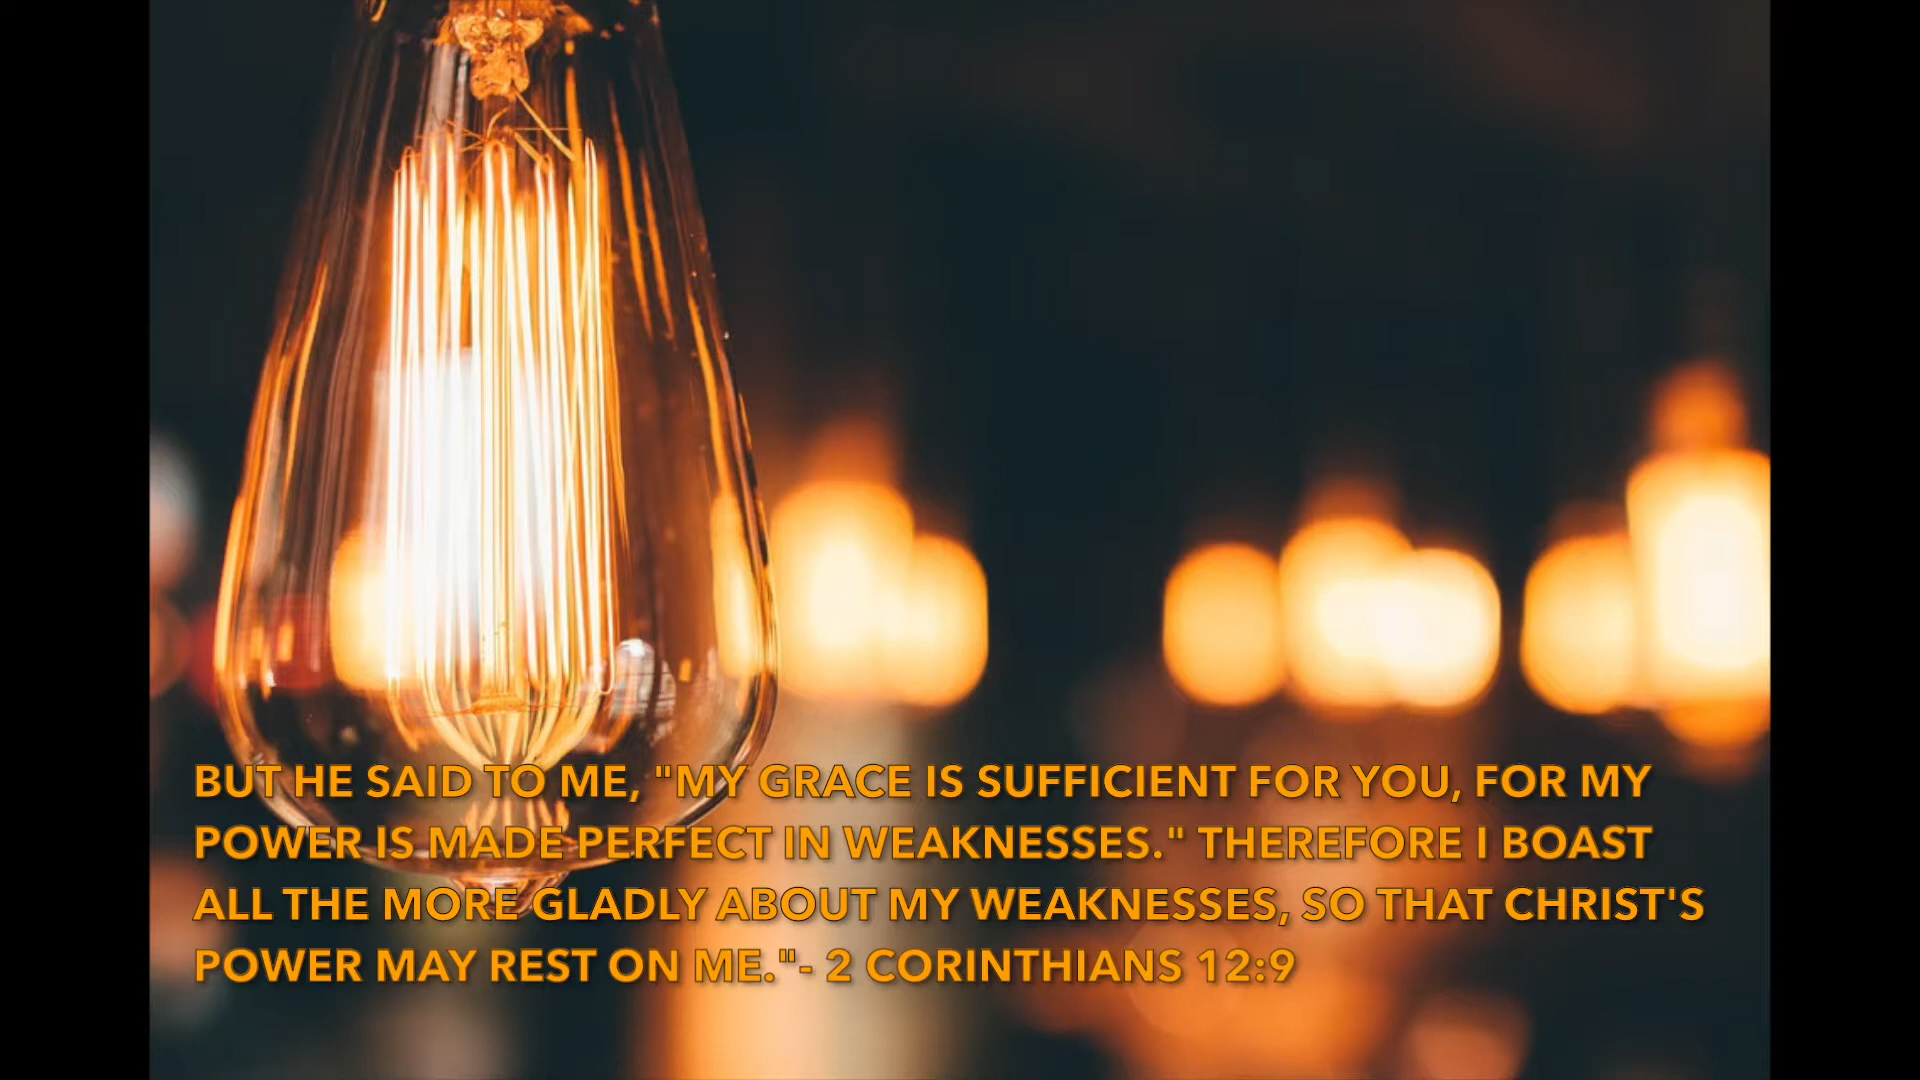 BUT HE SAID TO ME, "MY GRACE IS SUFFICIENT FOR YOU, FOR MY
POWER IS MADE PERFECT IN WEAKNESSES." THEREFORE I BOAST
ALL THE MORE GLADLY ABOUT MY WEAKNESSES, SO THAT CHRIST'S
POWER MAY REST ON ME."- 2 CORINTHIANS 12:9